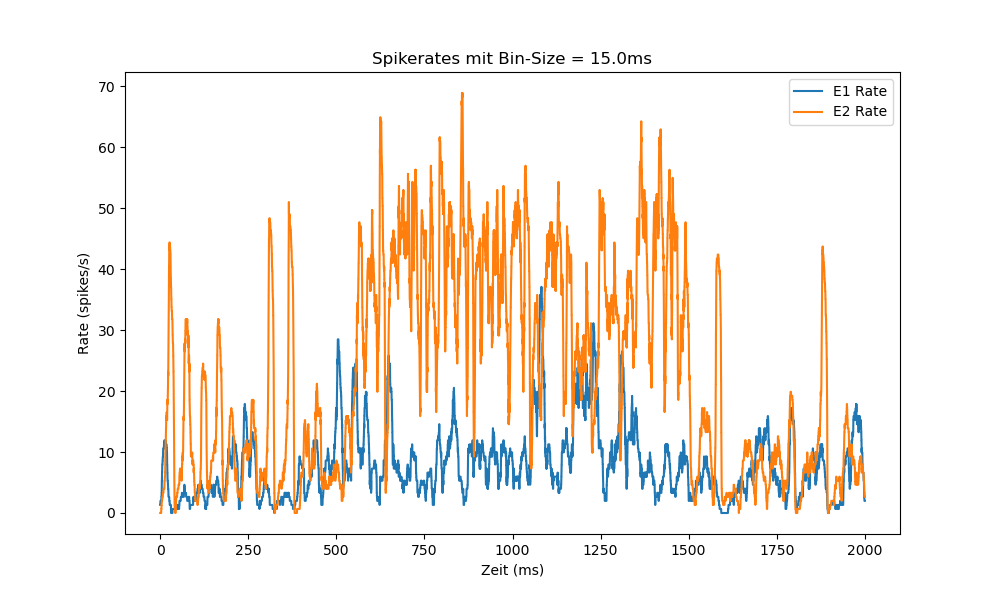 Spikerates mit Bin-Size = 15.0ms
E1 Rate
E2 Rate
Rate (spikes/s)
70
60
50
40
30
20
10
0
0 250 500 750 1000 1250 1500 1750 2000
Zeit (ms)